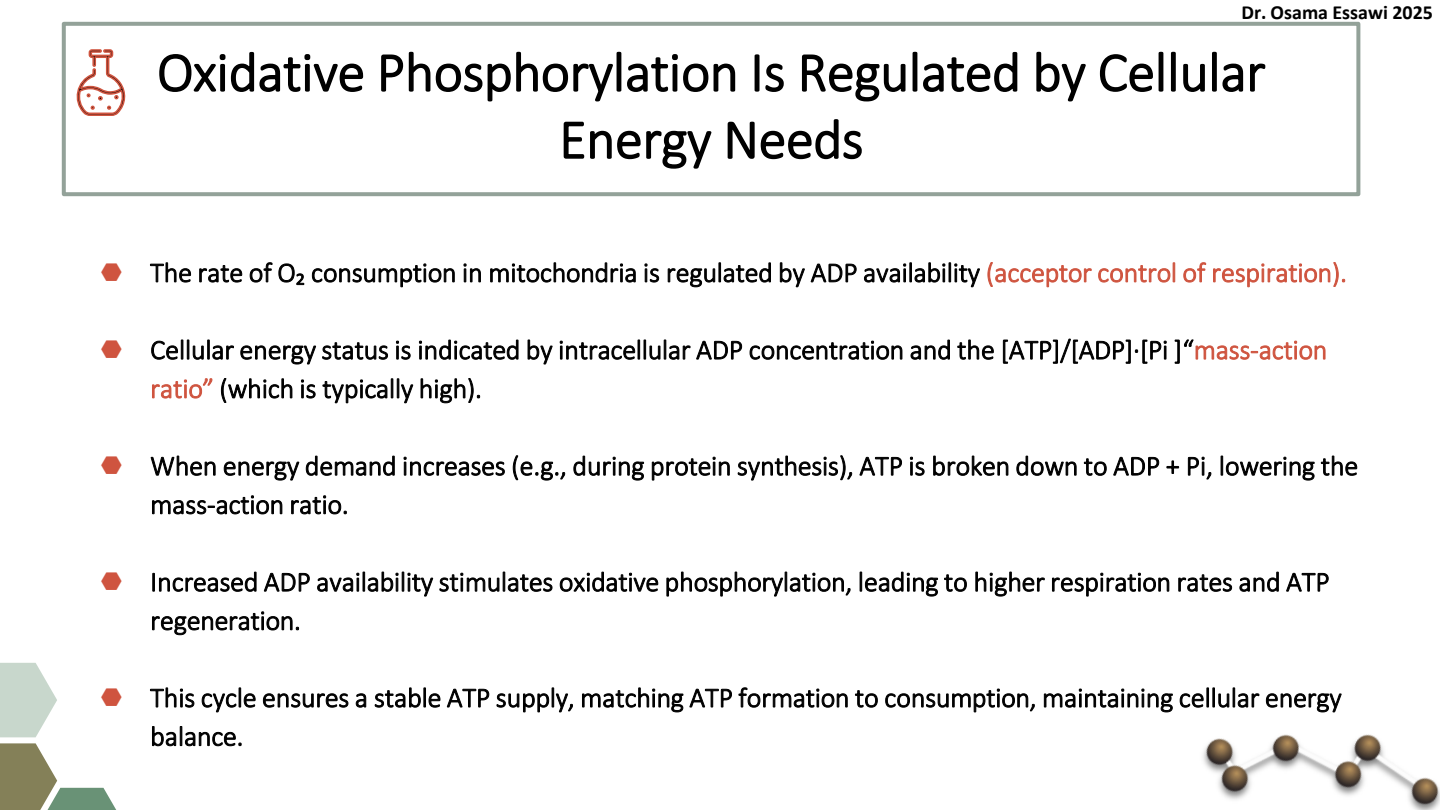 Dr. Osama Essawi 2025
Oxidative Phosphorylation Is Regulated by Cellular
Energy Needs
The rate of O₂ consumption in mitochondria is regulated by ADP availability (acceptor control of respiration).
Cellular energy status is indicated by intracellular ADP concentration and the [ATP]/[ADP]·[Pi ]“mass-action
ratio” (which is typically high).
When energy demand increases (e.g., during protein synthesis), ATP is broken down to ADP + Pi, lowering the
mass-action ratio.
Increased ADP availability stimulates oxidative phosphorylation, leading to higher respiration rates and ATP
regeneration.
This cycle ensures a stable ATP supply, matching ATP formation to consumption, maintaining cellular energy
balance.